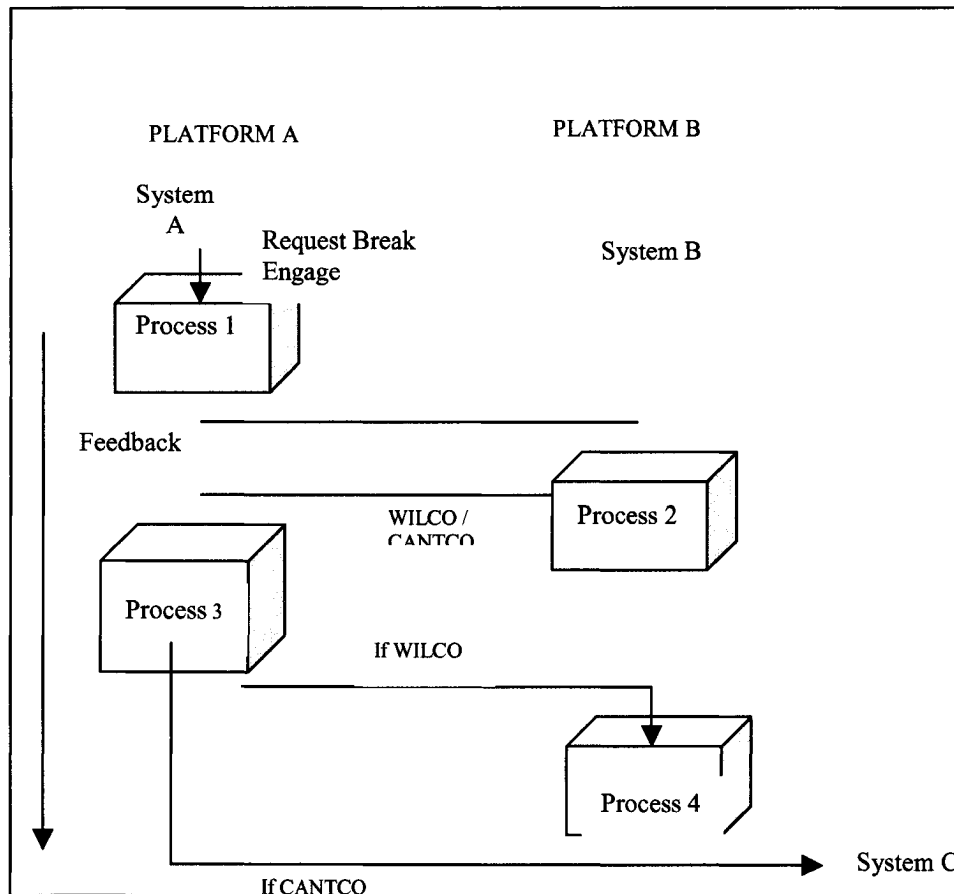 PLATFORM A
PLATFORM B
System
A
Request Break
Engage
System B
Process 1
Feedback
WILCO /
CANTCO
Process 2
Process 3
If WILCO
Process 4
System C
If CANTCO